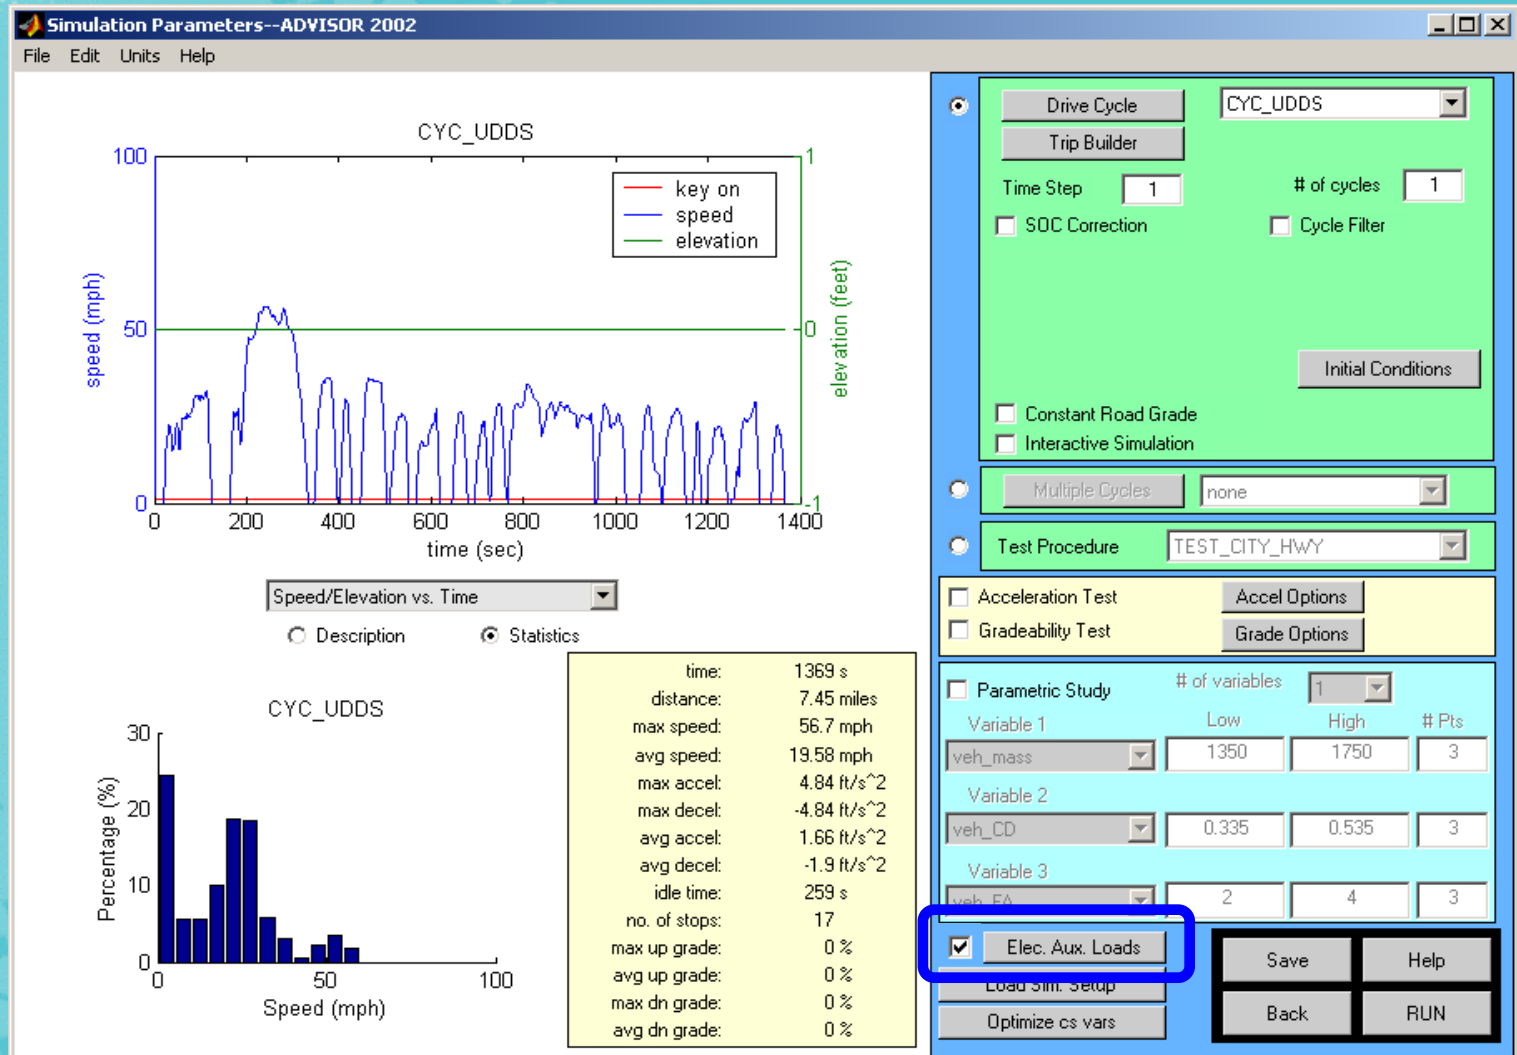 Simulation Parameters--ADVISOR 2002
File Edit Units Help
CYC_UDDS
100
50
0
speed (mph)
key on
speed
elevation
1
0
-1
elevation (feet)
0 200 400 600 800 1000 1200 1400
time (sec)
Speed/Elevation vs. Time
Description Statistics
CYC_UDDS
30
20
10
0
Percentage (%)
0 50 100
Speed (mph)
time: 1369 s
distance: 7.45 miles
max speed: 56.7 mph
avg speed: 19.58 mph
max accel: 4.84 ft/s^2
max decel: -4.84 ft/s^2
avg accel: 1.66 ft/s^2
avg decel: -1.9 ft/s^2
idle time: 259 s
no. of stops: 17
max up grade: 0 %
avg up grade: 0 %
max dn grade: 0 %
avg dn grade: 0 %
Drive Cycle CYC_UDDS
Trip Builder
Time Step 1 # of cycles 1
SOC Correction Cycle Filter
Initial Conditions
Constant Road Grade
Interactive Simulation
Multiple Cycles none
Test Procedure TEST_CITY_HWY
Acceleration Test Accel Options
Gradeability Test Grade Options
Parametric Study # of variables 1
Variable 1 Low High # Pts
veh_mass 1350 1750 3
Variable 2
veh_CD 0.335 0.535 3
Variable 3
veh_FA 2 4 3
Elec. Aux. Loads
Load Sim. Setup
Optimize cs vars
Save Help
Back RUN